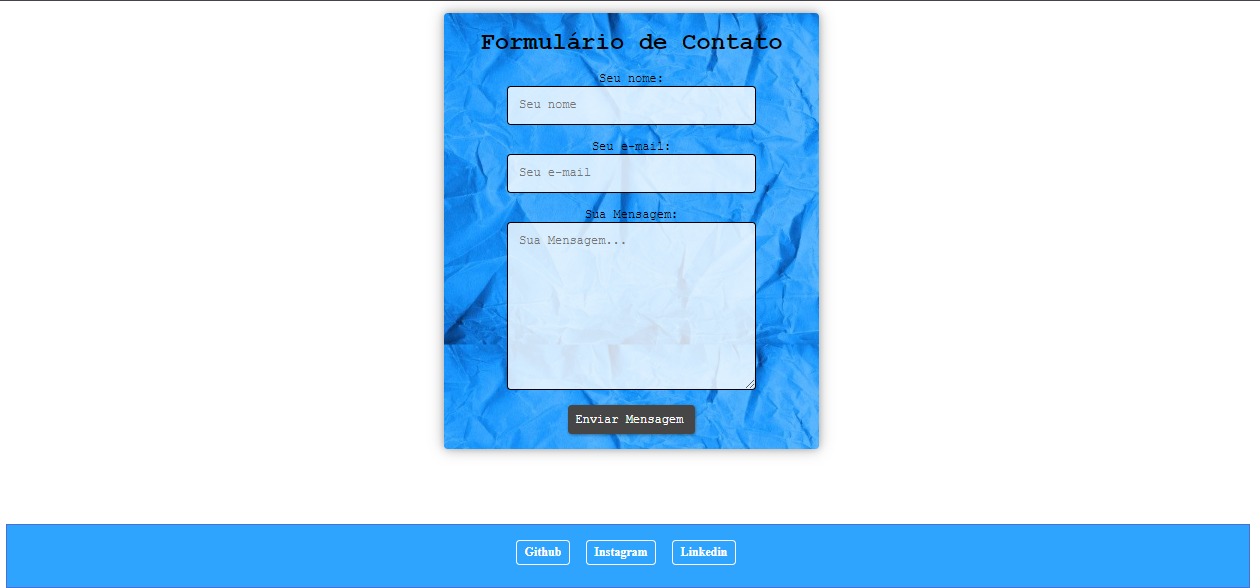 Formulário de Contato
Seu nome:
Seu nome
Seu e-mail:
Seu e-mail
Sua Mensagem:
Sua Mensagem...
Enviar Mensagem
Github Instagram Linkedin